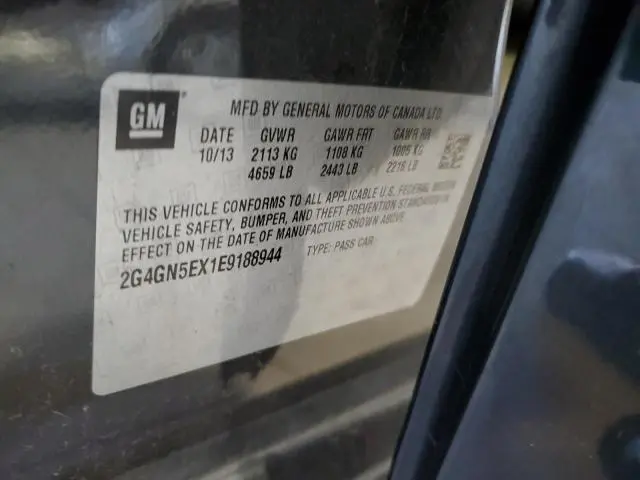 GM
MFD BY GENERAL MOTORS OF CANADA LTD.
DATE GVWR GAWR FRT GAWR RR
10/13 2113 KG 1108 KG 1005 KG
4659 LB 2443 LB 2216 LB
THIS VEHICLE CONFORMS TO ALL APPLICABLE U.S. FEDERAL MOTOR
VEHICLE SAFETY, BUMPER, AND THEFT PREVENTION STANDARDS IN
EFFECT ON THE DATE OF MANUFACTURE SHOWN ABOVE.
2G4GN5EX1E9188944 TYPE: PASS CAR